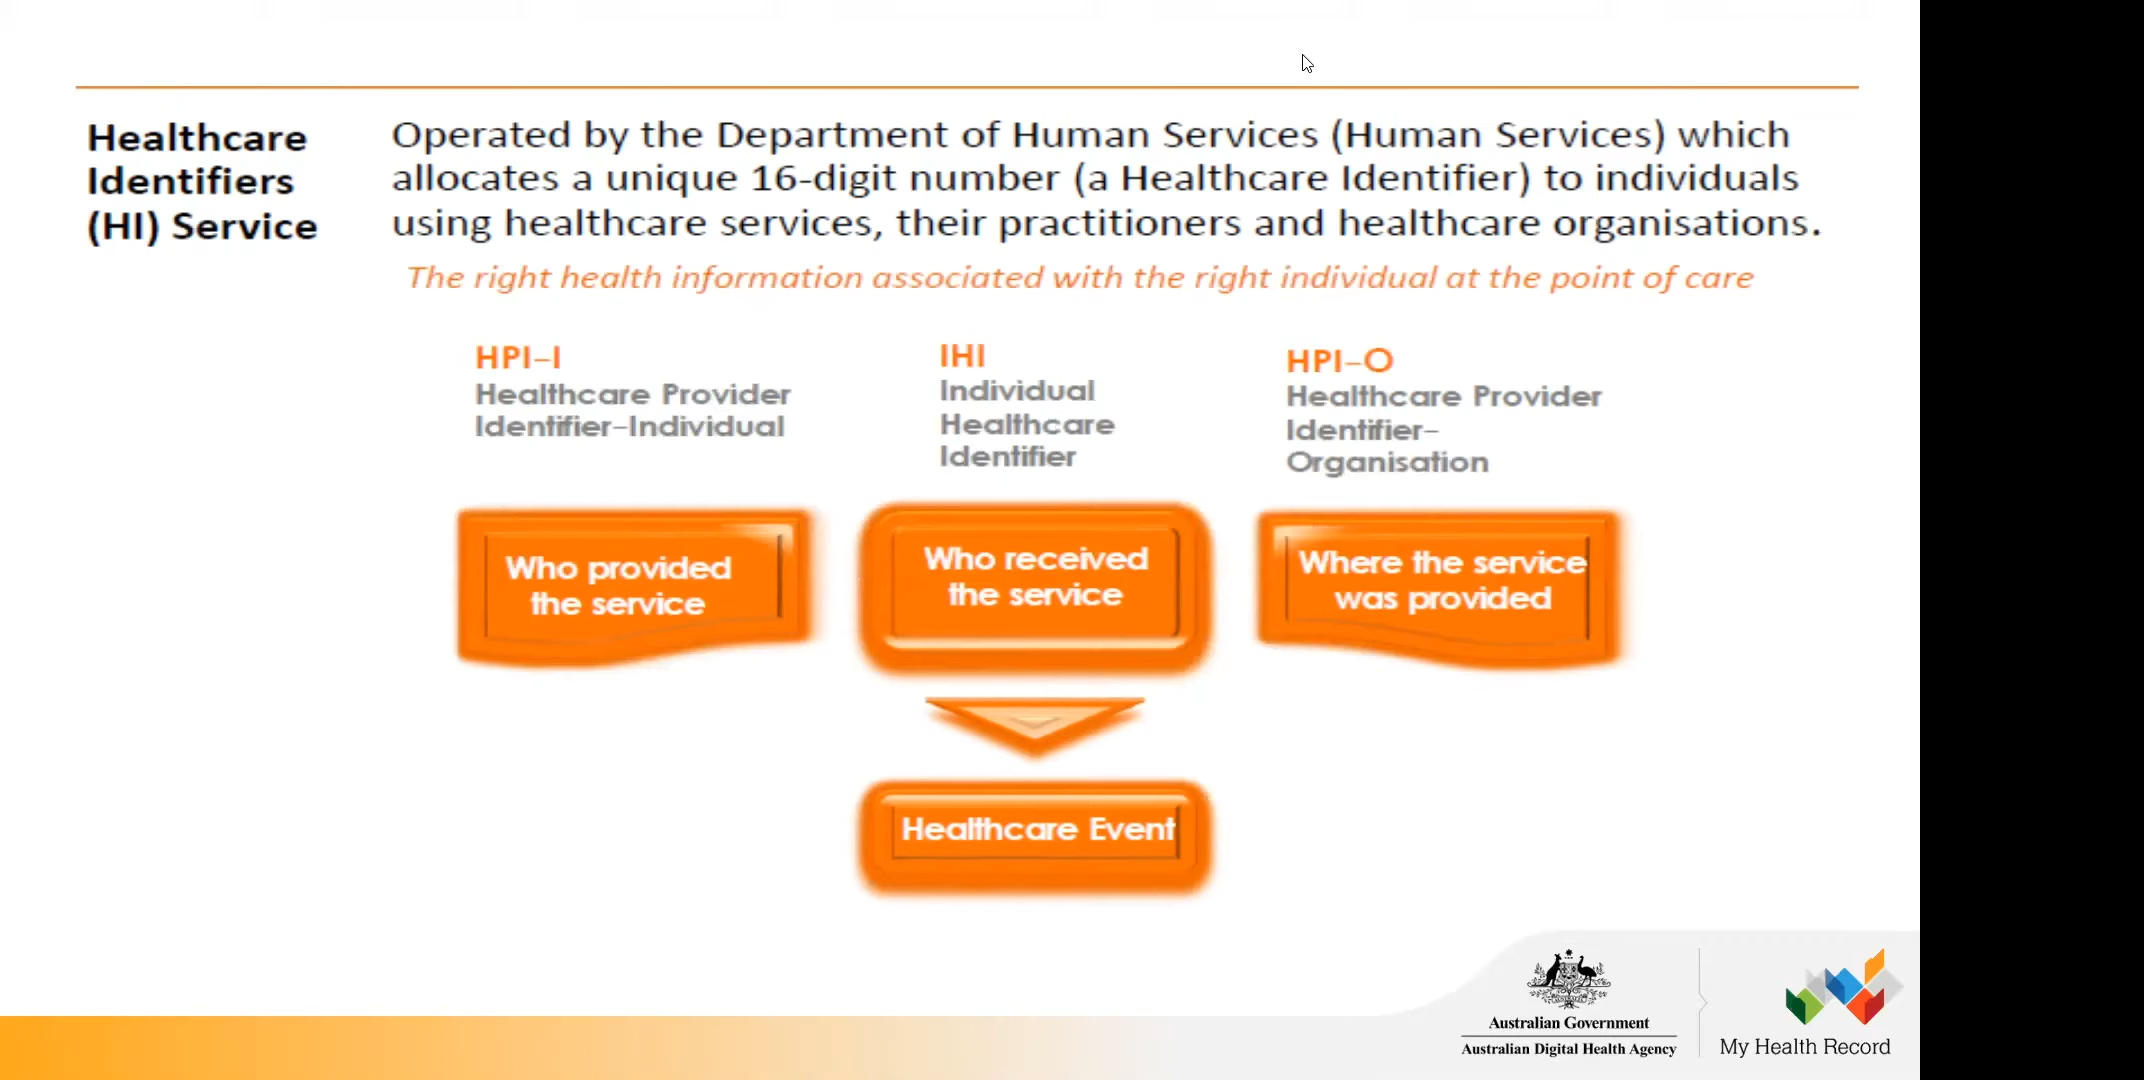 Healthcare
Identifiers
(HI) Service
Operated by the Department of Human Services (Human Services) which
allocates a unique 16-digit number (a Healthcare Identifier) to individuals
using healthcare services, their practitioners and healthcare organisations.
The right health information associated with the right individual at the point of care
HPI–I
Healthcare Provider
Identifier–Individual
IHI
Individual
Healthcare
Identifier
HPI–O
Healthcare Provider
Identifier–
Organisation
Who provided
the service
Who received
the service
Where the service
was provided
Healthcare Event
Australian Government
Australian Digital Health Agency
My Health Record